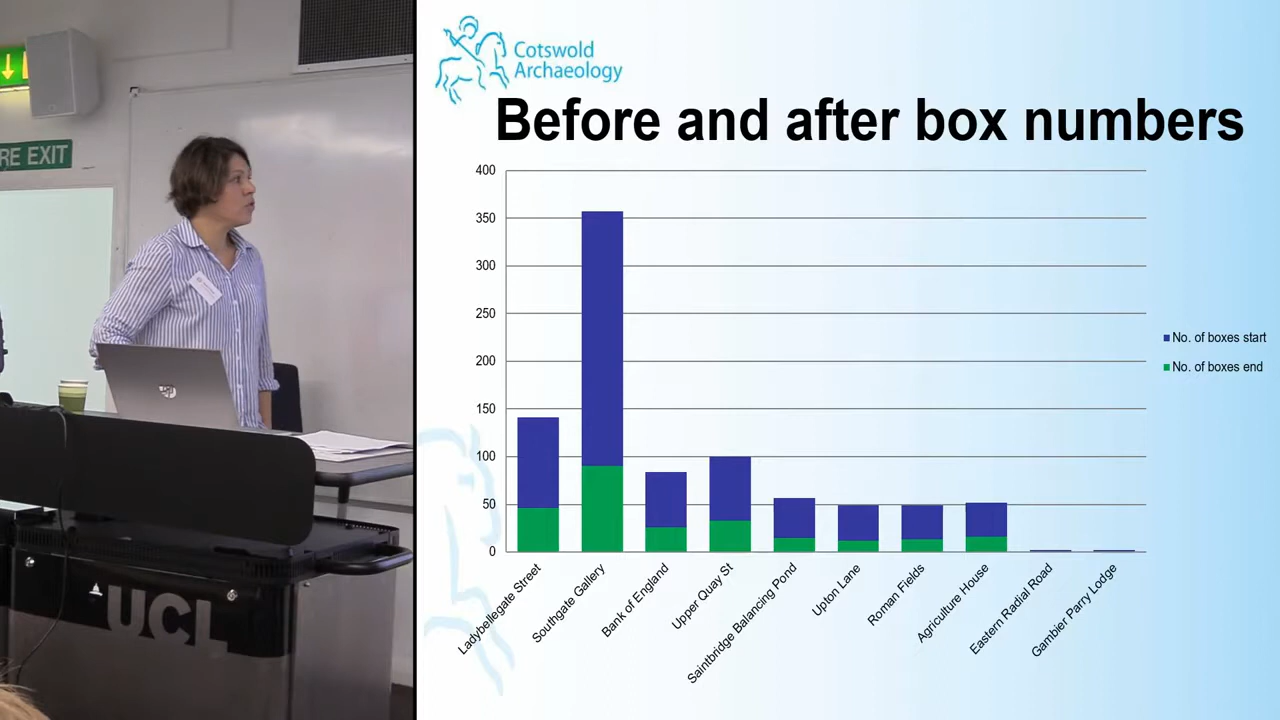 RE EXIT
UCL
Cotswold
Archaeology
Before and after box numbers
400
350
300
250
200
150
100
50
0
Ladybellegate Street
Southgate Gallery
Bank of England
Upper Quay St
Saintbridge Balancing Pond
Upton Lane
Roman Fields
Agriculture House
Eastern Radial Road
Gambier Parry Lodge
No. of boxes start
No. of boxes end